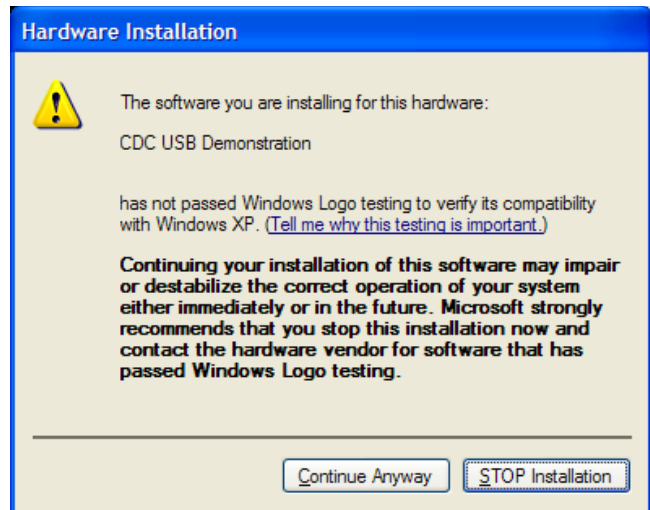 Hardware Installation
The software you are installing for this hardware:
CDC USB Demonstration
has not passed Windows Logo testing to verify its compatibility
with Windows XP. (Tell me why this testing is important.)
Continuing your installation of this software may impair
or destabilize the correct operation of your system
either immediately or in the future. Microsoft strongly
recommends that you stop this installation now and
contact the hardware vendor for software that has
passed Windows Logo testing.
Continue Anyway
STOP Installation